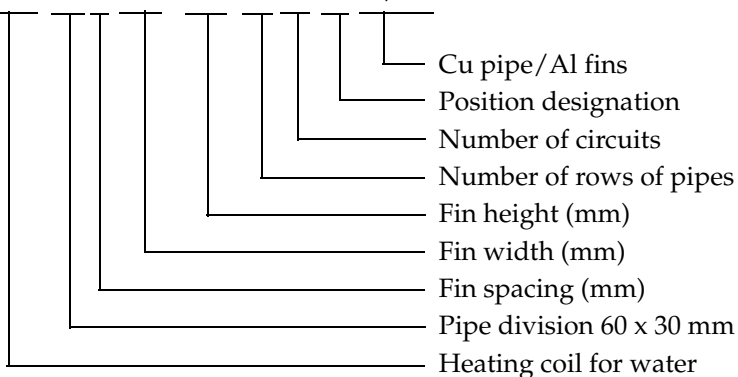 Cu pipe/Al fins
Position designation
Number of circuits
Number of rows of pipes
Fin height (mm)
Fin width (mm)
Fin spacing (mm)
Pipe division 60 x 30 mm
Heating coil for water